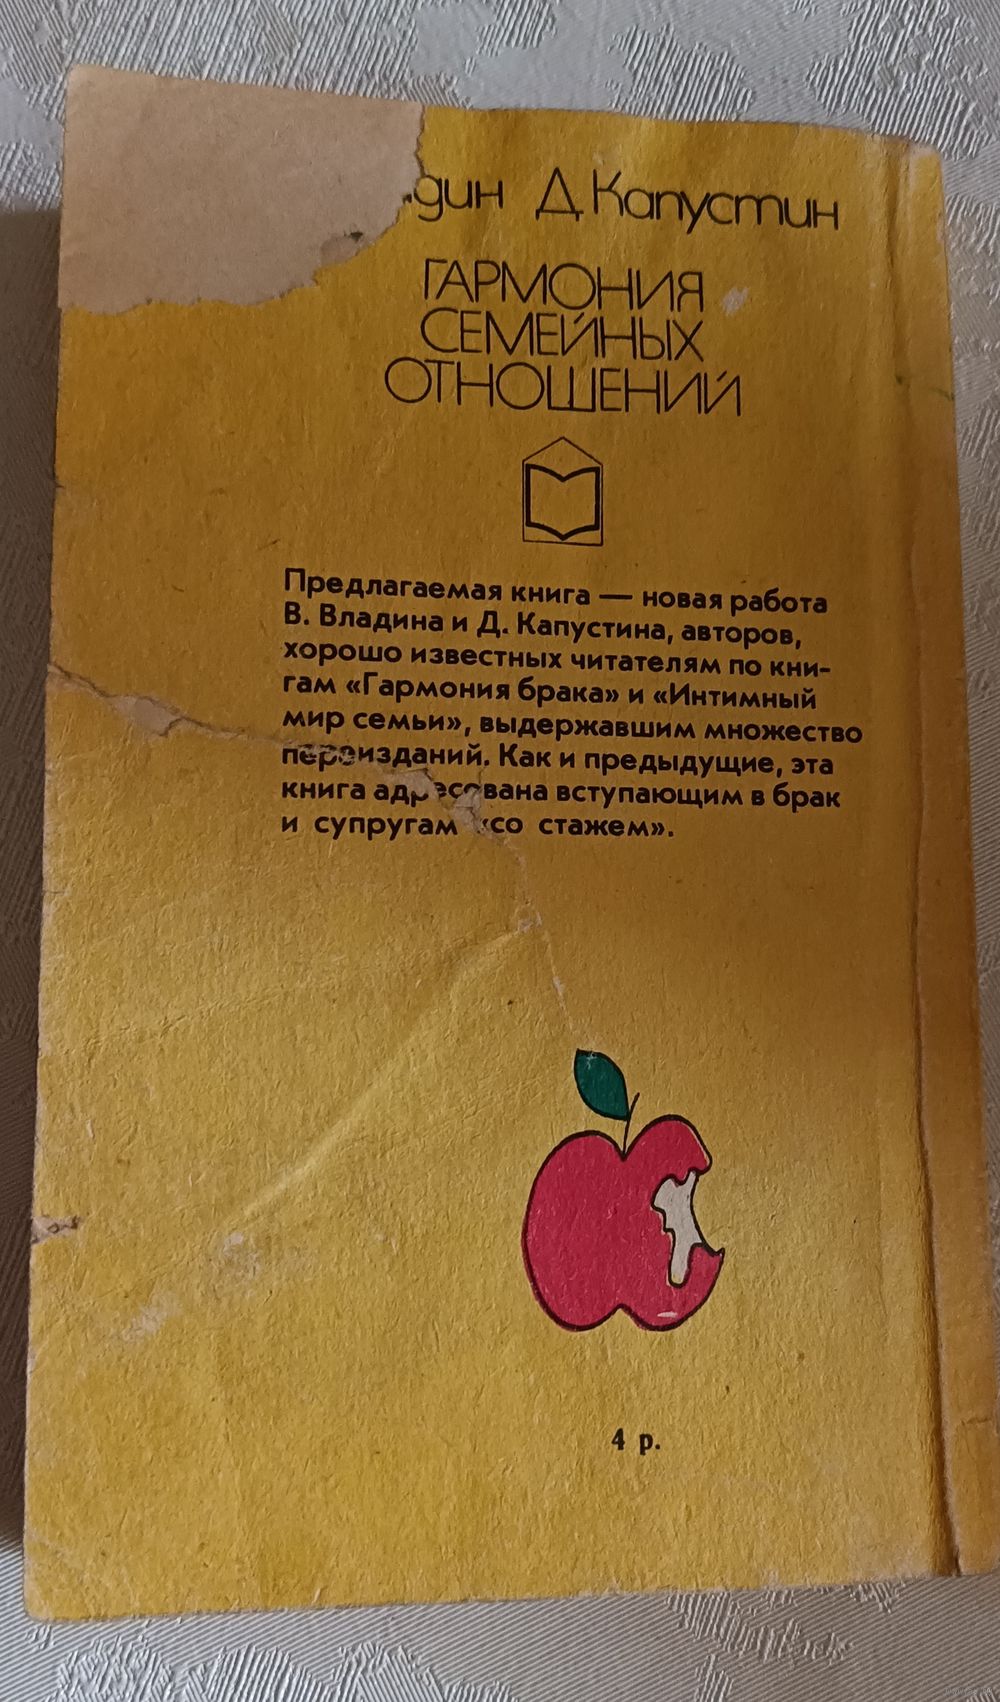 Д. Капустин
ГАРМОНИЯ
СЕМЕЙНЫХ
ОТНОШЕНИЙ
Предлагаемая книга — новая работа
В. Владина и Д. Капустина, авторов,
хорошо известных читателям по кни-
гам «Гармония брака» и «Интимный
мир семьи», выдержавшим множество
переизданий. Как и предыдущие, эта
книга адресована вступающим в брак
и супругам «со стажем».
4 р.